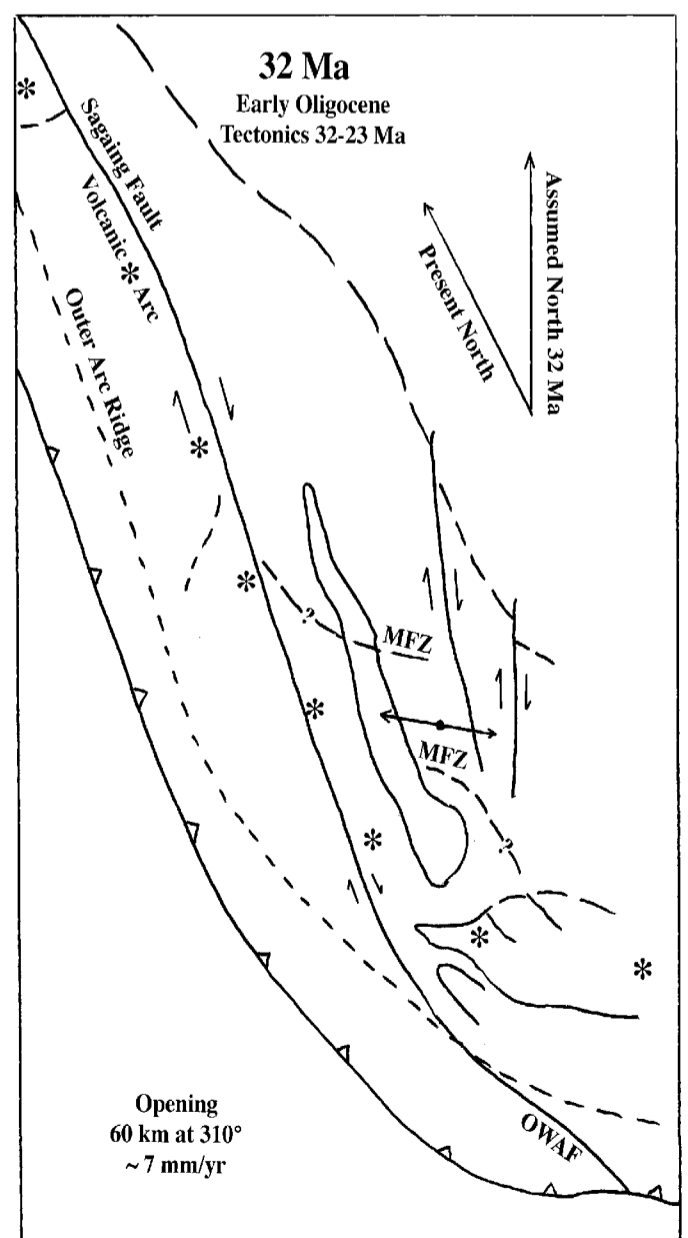 32 Ma
Early Oligocene
Tectonics 32-23 Ma
Sagaing Fault
Volcanic * Arc
Outer Arc Ridge
Present North
Assumed North 32 Ma
?
MFZ
MFZ
?
OWAF
Opening
60 km at 310°
~ 7 mm/yr